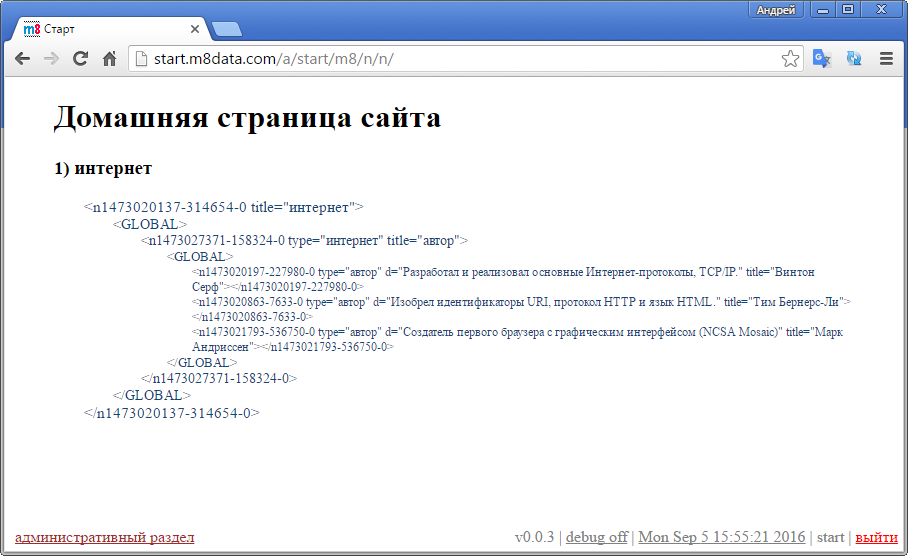 Андрей
m8 Старт
start.m8data.com/a/start/m8/n/n/
Домашняя страница сайта
1) интернет
<n1473020137-314654-0 title="интернет">
<GLOBAL>
<n1473027371-158324-0 type="интернет" title="автор">
<GLOBAL>
<n1473020197-227980-0 type="автор" d="Разработал и реализовал основные Интернет-протоколы, TCP/IP." title="Винтон
Серф"></n1473020197-227980-0>
<n1473020863-7633-0 type="автор" d="Изобрел идентификаторы URI, протокол HTTP и язык HTML." title="Тим Бернерс-Ли">
</n1473020863-7633-0>
<n1473021793-536750-0 type="автор" d="Создатель первого браузера с графическим интерфейсом (NCSA Mosaic)" title="Марк
Андриссен"></n1473021793-536750-0>
</GLOBAL>
</n1473027371-158324-0>
</GLOBAL>
</n1473020137-314654-0>
административный раздел v0.0.3 | debug off | Mon Sep 5 15:55:21 2016 | start | выйти